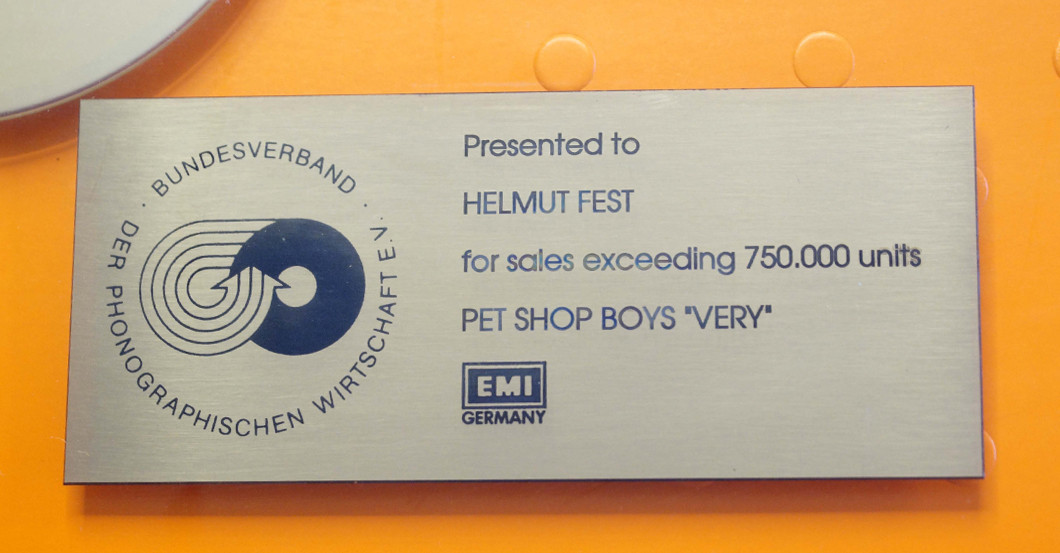 BUNDESVERBAND · DER PHONOGRAPHISCHEN WIRTSCHAFT E.V. ·
Presented to
HELMUT FEST
for sales exceeding 750.000 units
PET SHOP BOYS "VERY"
EMI
GERMANY